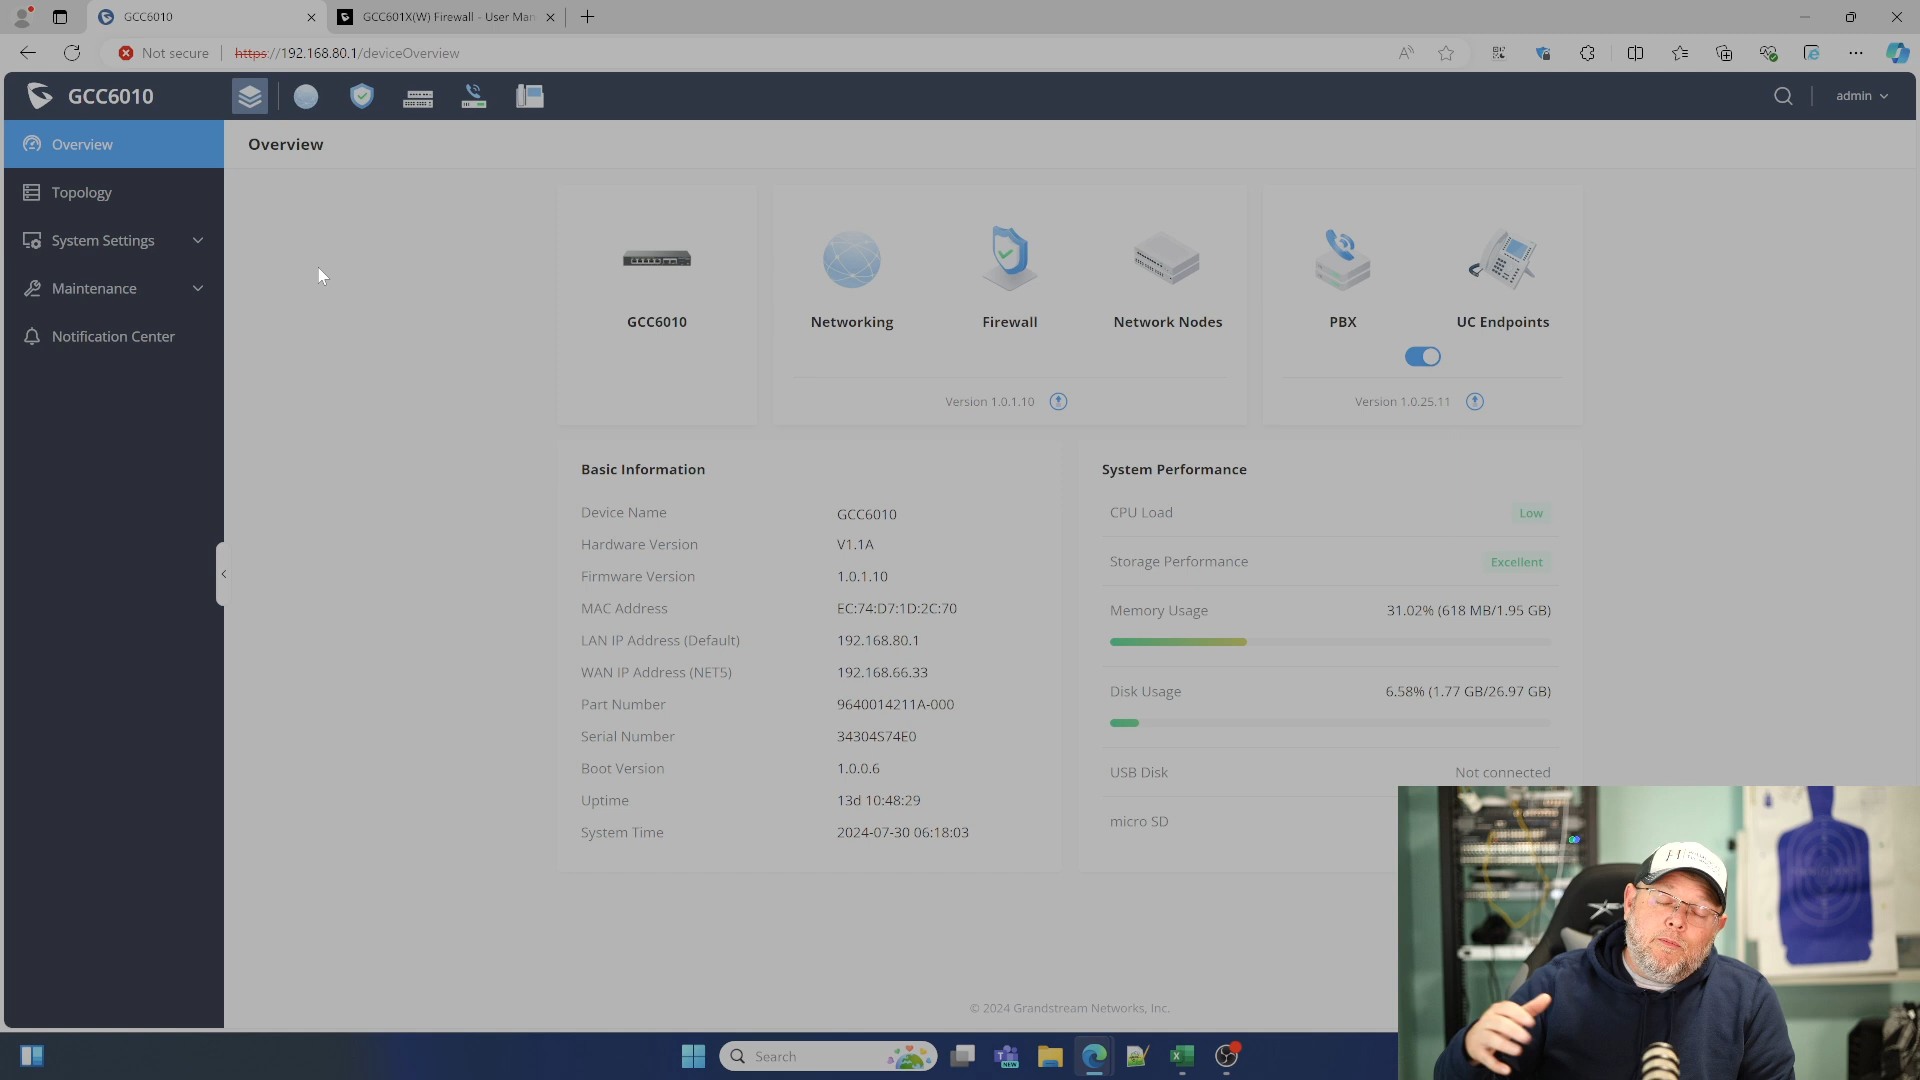 GCC6010
GCC601X(W) Firewall - User Man
Not secure
https://192.168.80.1/deviceOverview
GCC6010
admin
Overview
Topology
System Settings
Maintenance
Notification Center
Overview
GCC6010
Networking
Firewall
Network Nodes
PBX
UC Endpoints
Version 1.0.1.10
Version 1.0.25.11
Basic Information
Device Name GCC6010
Hardware Version V1.1A
Firmware Version 1.0.1.10
MAC Address EC:74:D7:1D:2C:70
LAN IP Address (Default) 192.168.80.1
WAN IP Address (NET5) 192.168.66.33
Part Number 9640014211A-000
Serial Number 34304S74E0
Boot Version 1.0.0.6
Uptime 13d 10:48:29
System Time 2024-07-30 06:18:03
System Performance
CPU Load Low
Storage Performance Excellent
Memory Usage 31.02% (618 MB/1.95 GB)
Disk Usage 6.58% (1.77 GB/26.97 GB)
USB Disk Not connected
micro SD
© 2024 Grandstream Networks, Inc.
Search
NEW